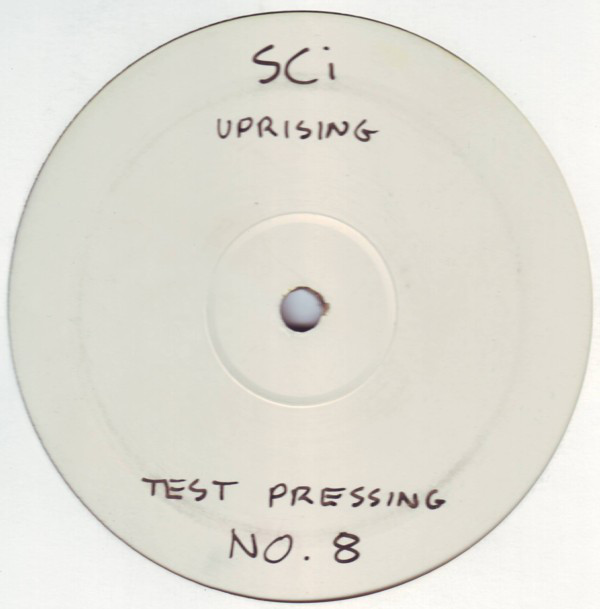 SCi
UPRISING
TEST PRESSING
NO. 8